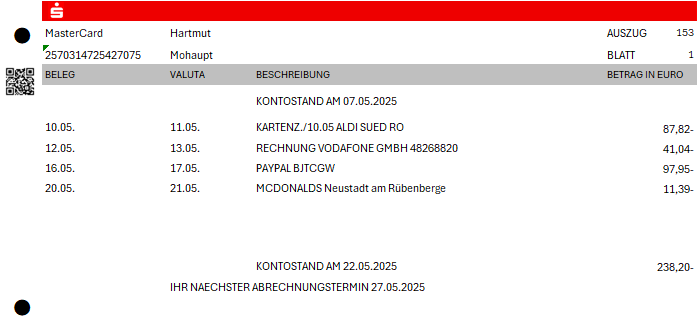 MasterCard Hartmut AUSZUG 153
2570314725427075 Mohaupt BLATT 1
BELEG VALUTA BESCHREIBUNG BETRAG IN EURO
KONTOSTAND AM 07.05.2025
10.05. 11.05. KARTENZ./10.05 ALDI SUED RO 87,82-
12.05. 13.05. RECHNUNG VODAFONE GMBH 48268820 41,04-
16.05. 17.05. PAYPAL BJTCGW 97,95-
20.05. 21.05. MCDONALDS Neustadt am Rübenberge 11,39-
KONTOSTAND AM 22.05.2025 238,20-
IHR NAECHSTER ABRECHNUNGSTERMIN 27.05.2025